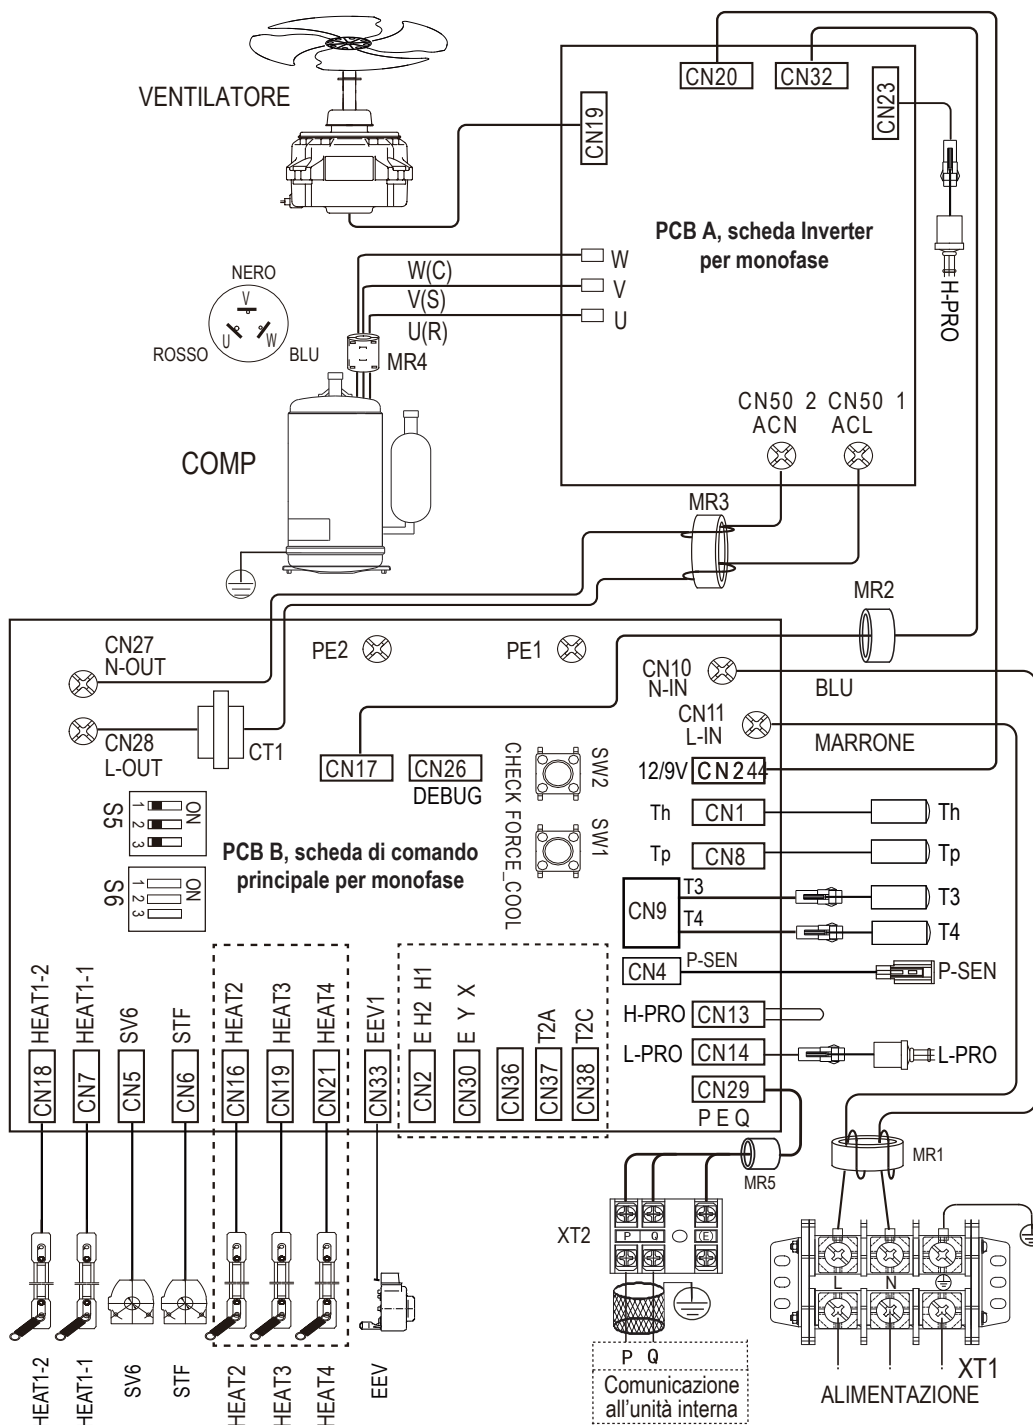 CN20
CN32
CN23
CN19
VENTILATORE
H-PRO
PCB A, scheda Inverter
per monofase
W
V
U
W(C)
V(S)
U(R)
NERO
V
U
W
ROSSO
BLU
MR4
COMP
CN50 2
CN50 1
ACN
ACL
MR3
MR2
CN27
N-OUT
PE2
PE1
CN10
N-IN
BLU
CN28
L-OUT
CT1
CN11
L-IN
MARRONE
CN17
CN26
DEBUG
CHECK FORCE_COOL
SW2
SW1
12/9V
CN244
Th
CN1
Th
Tp
CN8
Tp
S5
ON
1
2
3
S6
ON
1
2
3
PCB B, scheda di comando
principale per monofase
CN9
T3
T4
T3
T4
CN4
P-SEN
P-SEN
H-PRO
CN13
L-PRO
CN14
L-PRO
CN29
P E Q
HEAT1-2
HEAT1-1
SV6
STF
HEAT2
HEAT3
HEAT4
EEV1
E H2 H1
E Y X
T2A
T2C
CN18
CN7
CN5
CN6
CN16
CN19
CN21
CN33
CN2
CN30
CN36
CN37
CN38
MR5
MR1
XT2
P
Q
(E)
L
N
XT1
ALIMENTAZIONE
P Q
Comunicazione
all'unità interna
HEAT1-2
HEAT1-1
SV6
STF
HEAT2
HEAT3
HEAT4
EEV